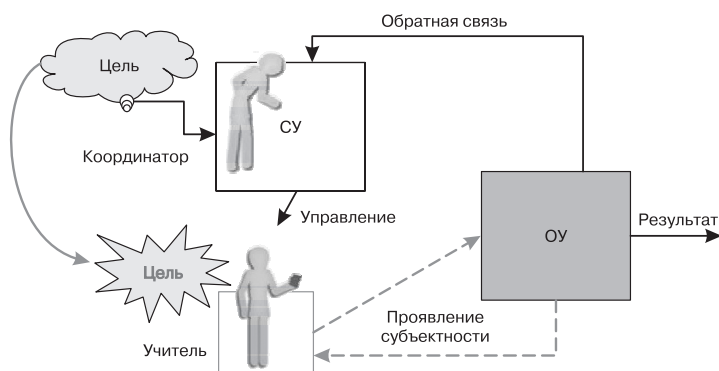 Обратная связь
Цель
СУ
Координатор
Управление
Результат
ОУ
Цель
Проявление
субъектности
Учитель